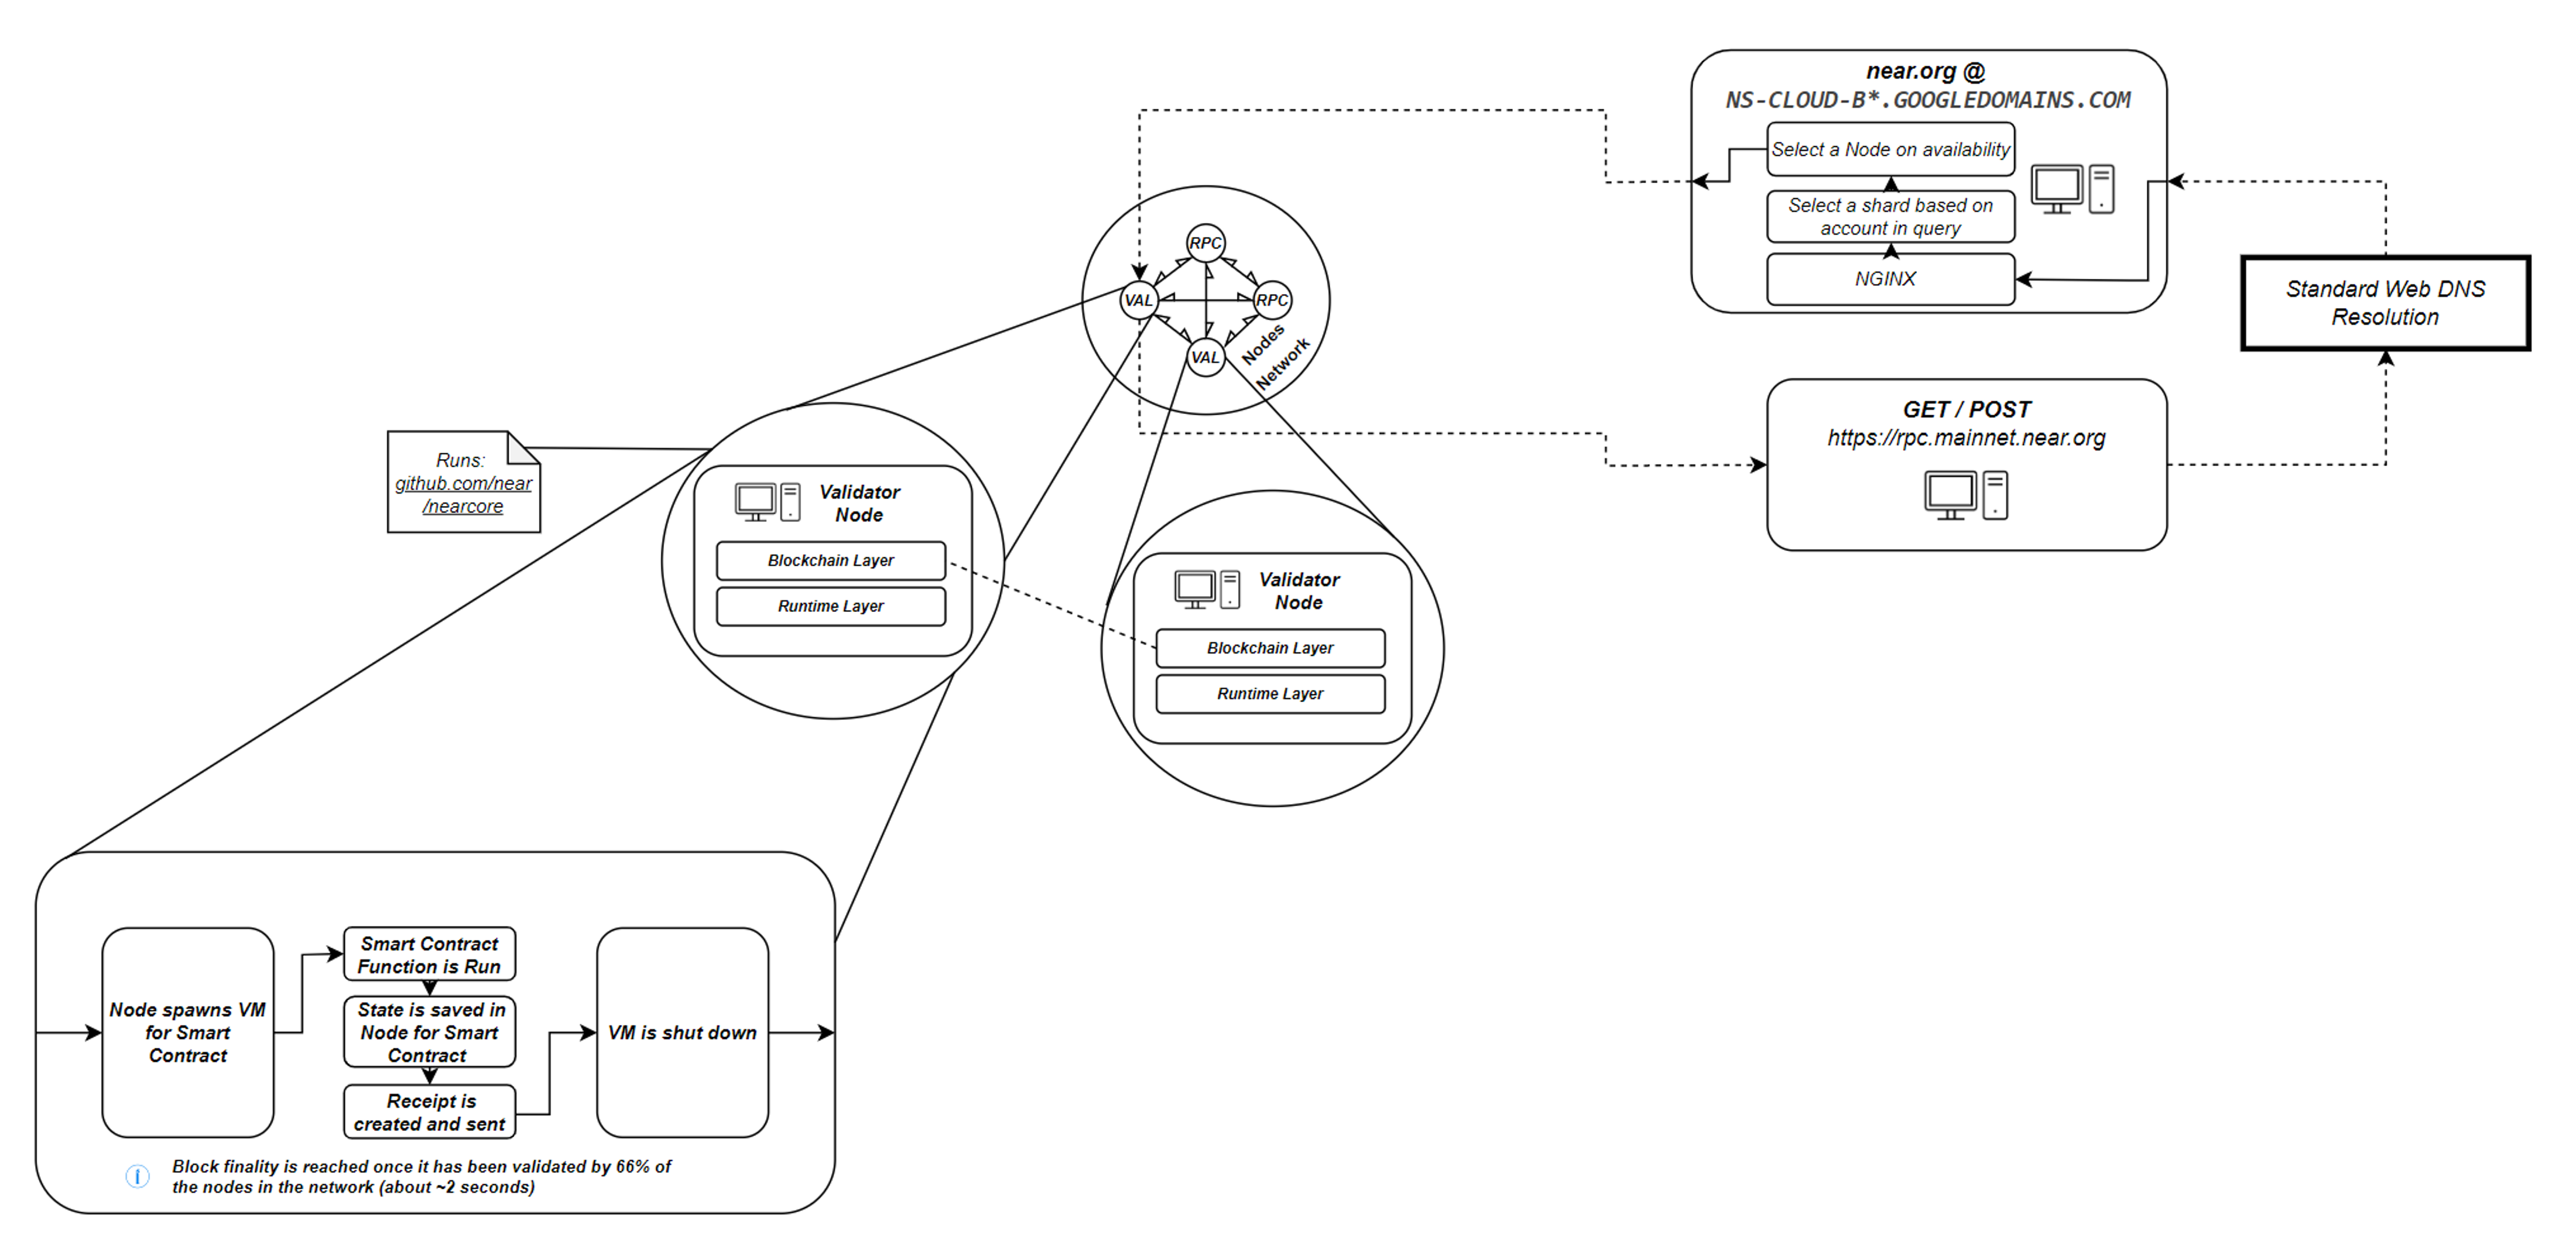 near.org @
NS-CLOUD-B*.GOOGLEDOMAINS.COM
Select a Node on availability
Select a shard based on
account in query
NGINX
Standard Web DNS
Resolution
GET / POST
https://rpc.mainnet.near.org
RPC
VAL
RPC
VAL
Nodes
Network
Runs:
github.com/near
/nearcore
Validator
Node
Blockchain Layer
Runtime Layer
Validator
Node
Blockchain Layer
Runtime Layer
Node spawns VM
for Smart
Contract
Smart Contract
Function is Run
State is saved in
Node for Smart
Contract
Receipt is
created and sent
VM is shut down
i
Block finality is reached once it has been validated by 66% of
the nodes in the network (about ~2 seconds)